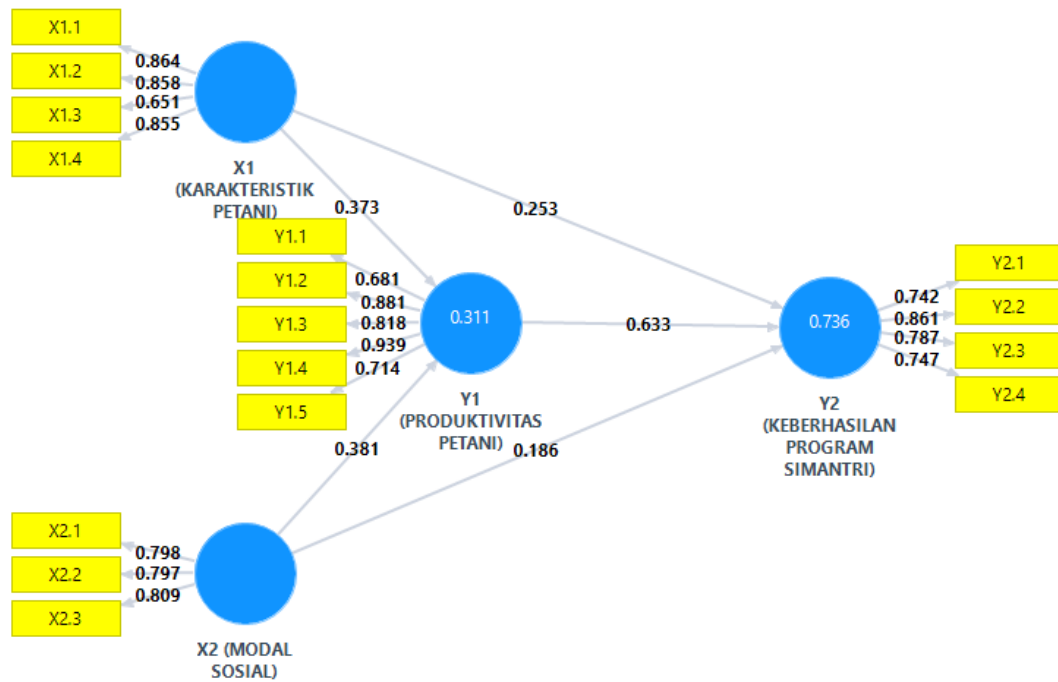 X1.1
X1.2
X1.3
X1.4
0.864
0.858
0.651
0.855
X1
(KARAKTERISTIK
PETANI)
0.373
0.253
Y1.1
Y1.2
Y1.3
Y1.4
Y1.5
0.681
0.881
0.818
0.939
0.714
0.311
Y1
(PRODUKTIVITAS
PETANI)
0.633
0.736
Y2
(KEBERHASILAN
PROGRAM
SIMANTRI)
0.742
0.861
0.787
0.747
Y2.1
Y2.2
Y2.3
Y2.4
0.381
0.186
X2.1
X2.2
X2.3
0.798
0.797
0.809
X2 (MODAL
SOSIAL)